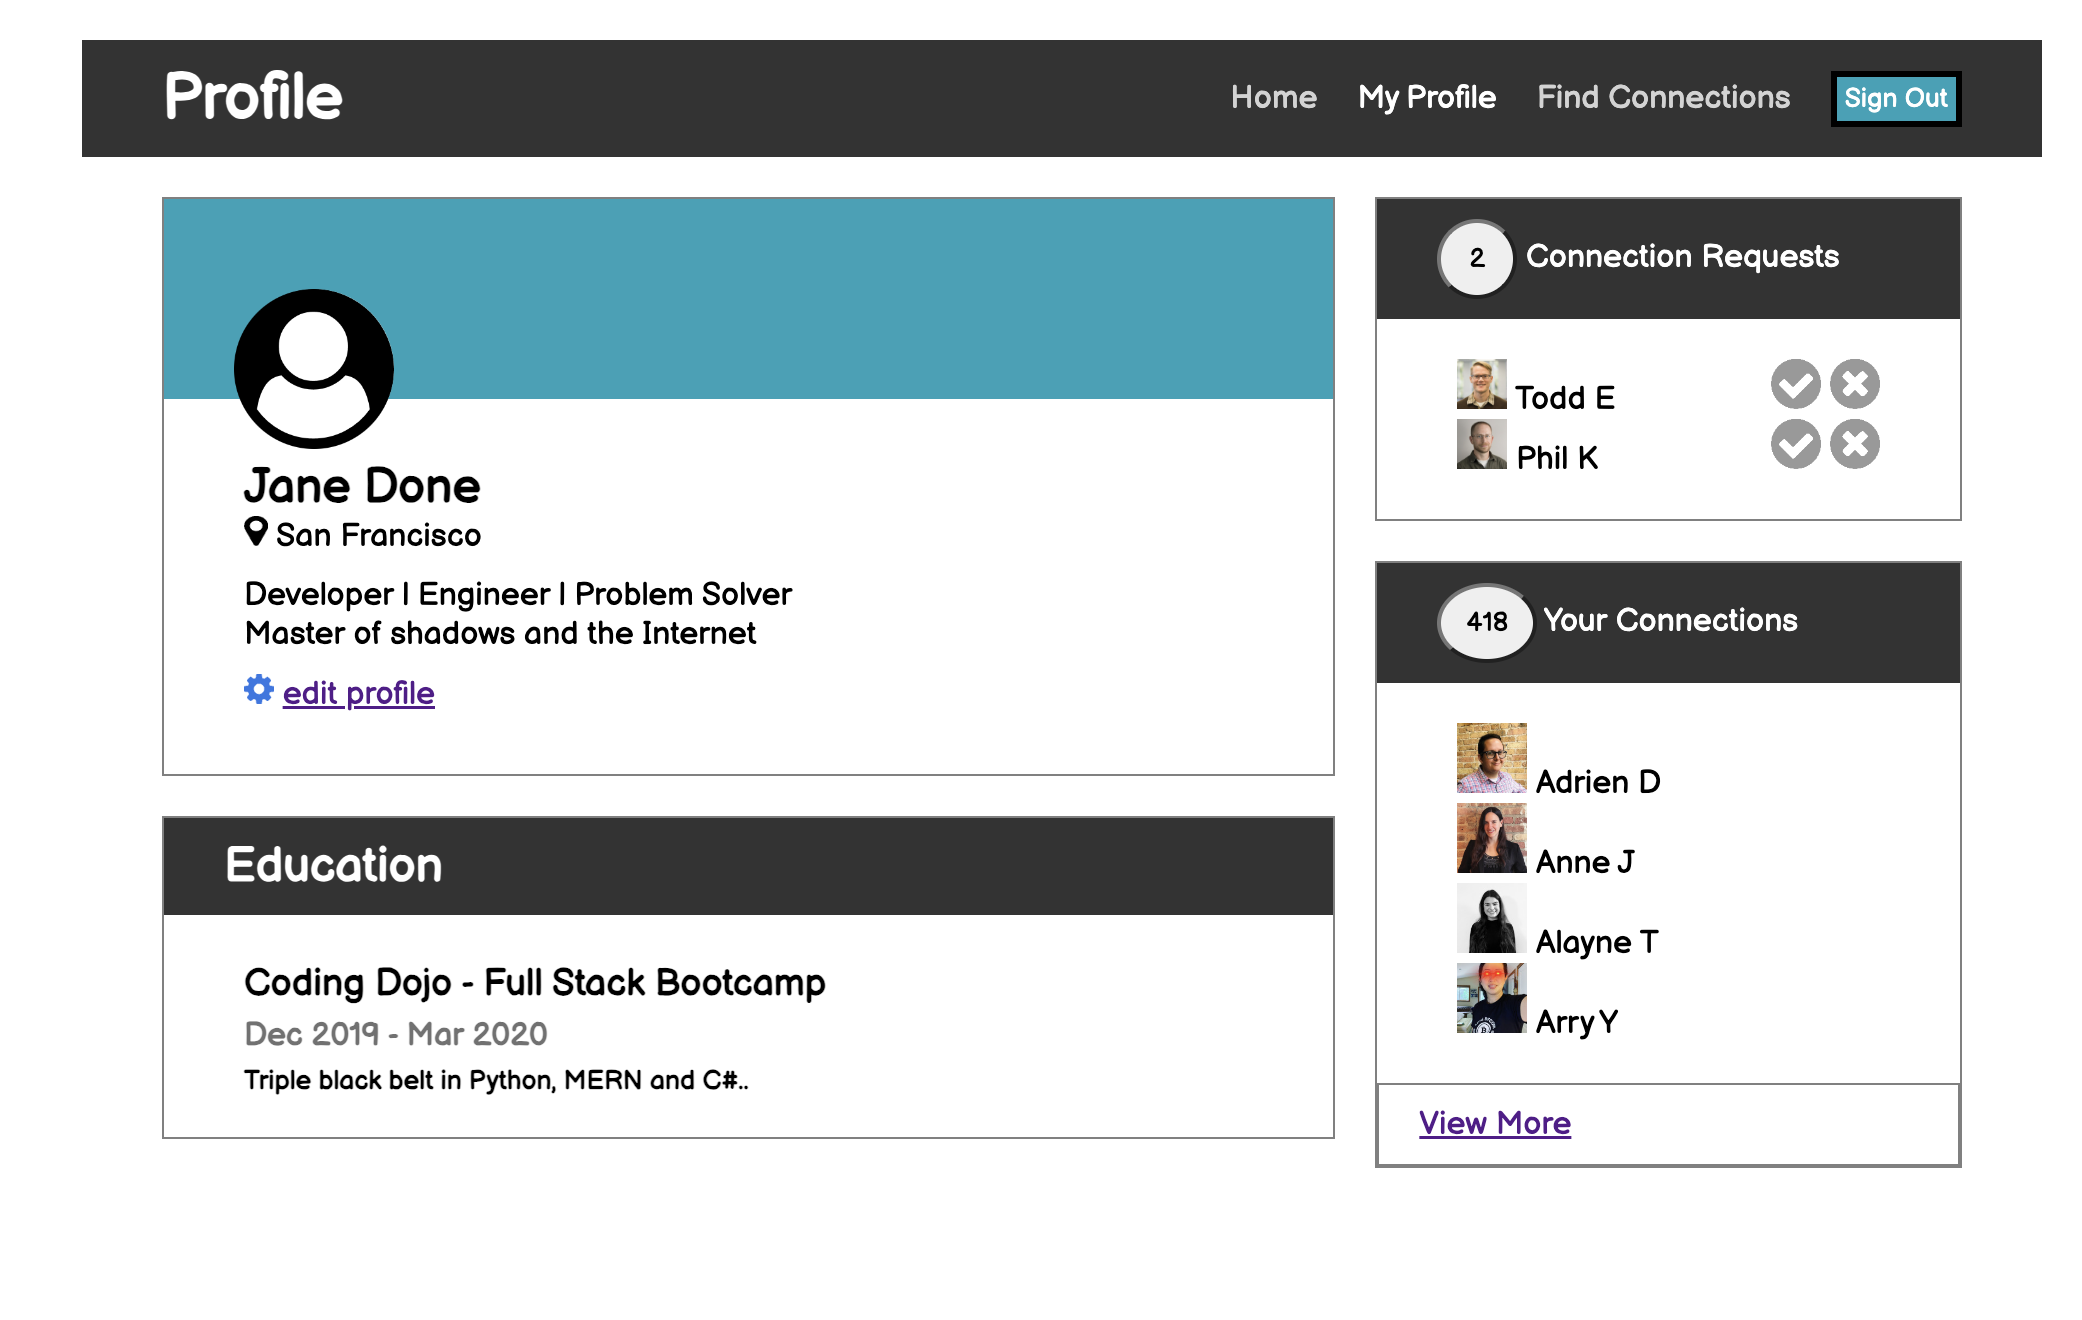 Profile
Home My Profile Find Connections Sign Out
Jane Done
San Francisco
Developer | Engineer | Problem Solver
Master of shadows and the Internet
edit profile
Education
Coding Dojo - Full Stack Bootcamp
Dec 2019 - Mar 2020
Triple black belt in Python, MERN and C#..
2 Connection Requests
Todd E
Phil K
418 Your Connections
Adrien D
Anne J
Alayne T
Arry Y
View More